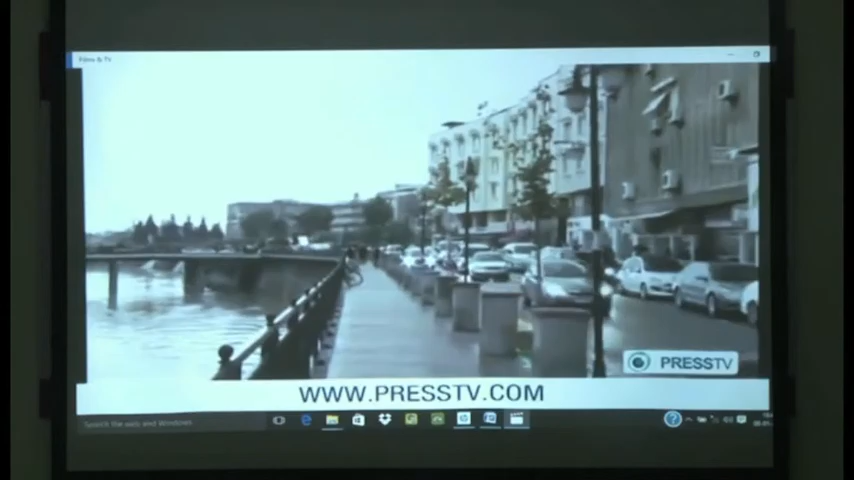 Films & TV
PRESSTV
WWW.PRESSTV.COM
Search the web and Windows